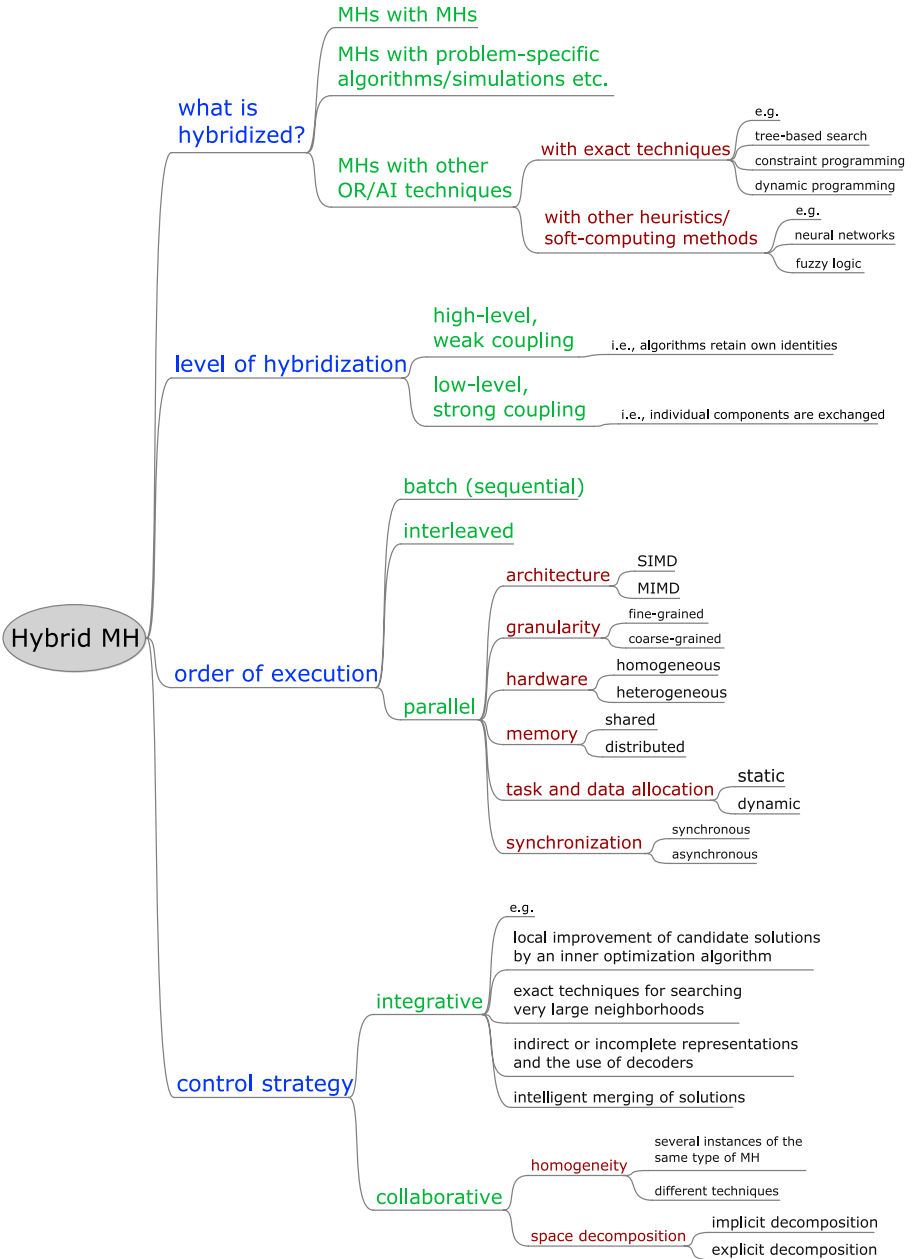 Hybrid MH
what is
hybridized?
MHs with MHs
MHs with problem-specific
algorithms/simulations etc.
MHs with other
OR/AI techniques
with exact techniques
e.g.
tree-based search
constraint programming
dynamic programming
with other heuristics/
soft-computing methods
e.g.
neural networks
fuzzy logic
level of hybridization
high-level,
weak coupling
i.e., algorithms retain own identities
low-level,
strong coupling
i.e., individual components are exchanged
order of execution
batch (sequential)
interleaved
parallel
architecture
SIMD
MIMD
granularity
fine-grained
coarse-grained
hardware
homogeneous
heterogeneous
memory
shared
distributed
task and data allocation
static
dynamic
synchronization
synchronous
asynchronous
control strategy
integrative
e.g.
local improvement of candidate solutions
by an inner optimization algorithm
exact techniques for searching
very large neighborhoods
indirect or incomplete representations
and the use of decoders
intelligent merging of solutions
collaborative
homogeneity
several instances of the
same type of MH
different techniques
space decomposition
implicit decomposition
explicit decomposition